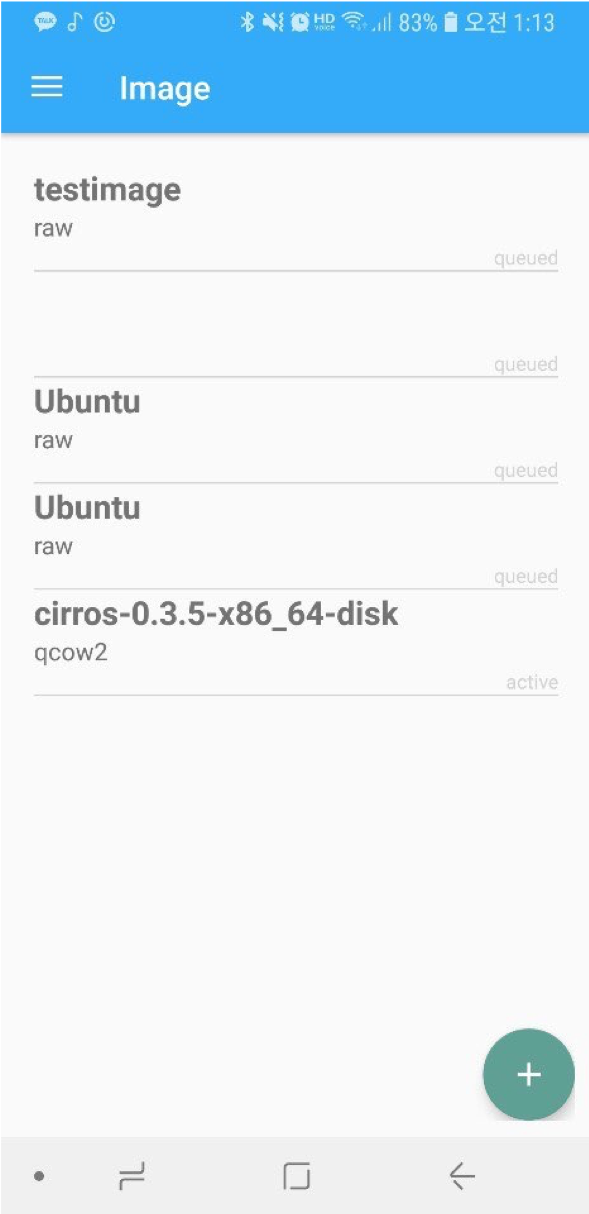 TALK HD VOICE 83% 오전 1:13
Image
testimage
raw
queued
queued
Ubuntu
raw
queued
Ubuntu
raw
queued
cirros-0.3.5-x86_64-disk
qcow2
active
+